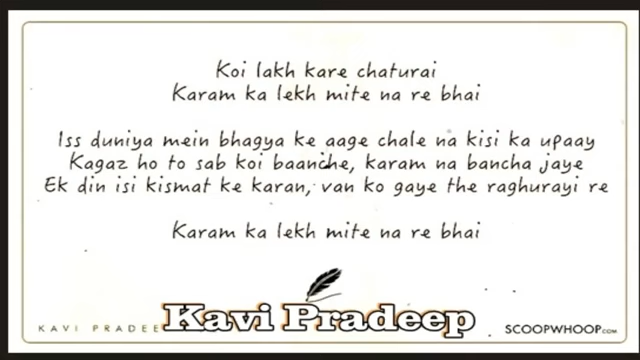 Koi lakh kare chaturai
Karam ka lekh mite na re bhai
Iss duniya mein bhagya ke aage chale na kisi ka upaay
Kagaz ho to sab koi baanche, karam na bancha jaye
Ek din isi kismat ke karan, van ko gaye the raghurayi re
Karam ka lekh mite na re bhai
KAVI PRADEE
Kavi Pradeep
SCOOPWHOOP.COM